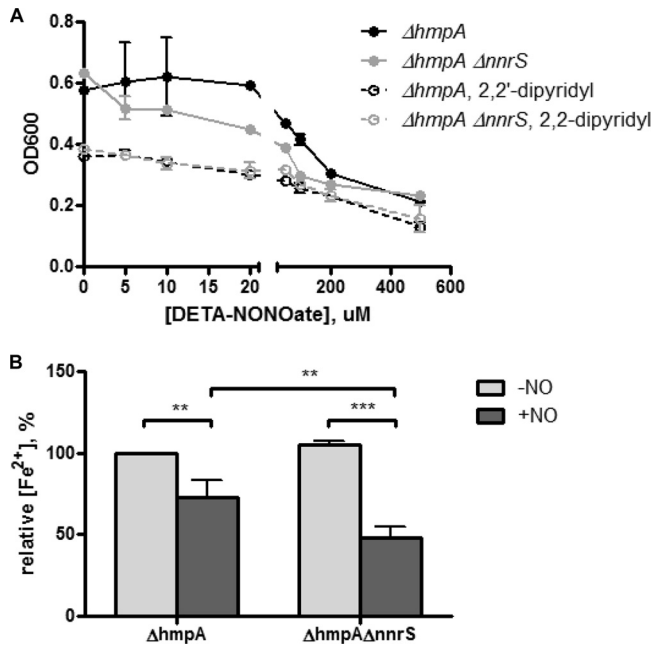 A
OD600
0.8
0.6
0.4
0.2
0.0
0 5 10 15 20 200 400 600
[DETA-NONOate], uM
ΔhmpA
ΔhmpA ΔnnrS
ΔhmpA, 2,2'-dipyridyl
ΔhmpA ΔnnrS, 2,2-dipyridyl
B
relative [Fe2+], %
150
100
50
0
**
**
***
-NO
+NO
ΔhmpA ΔhmpAΔnnrS